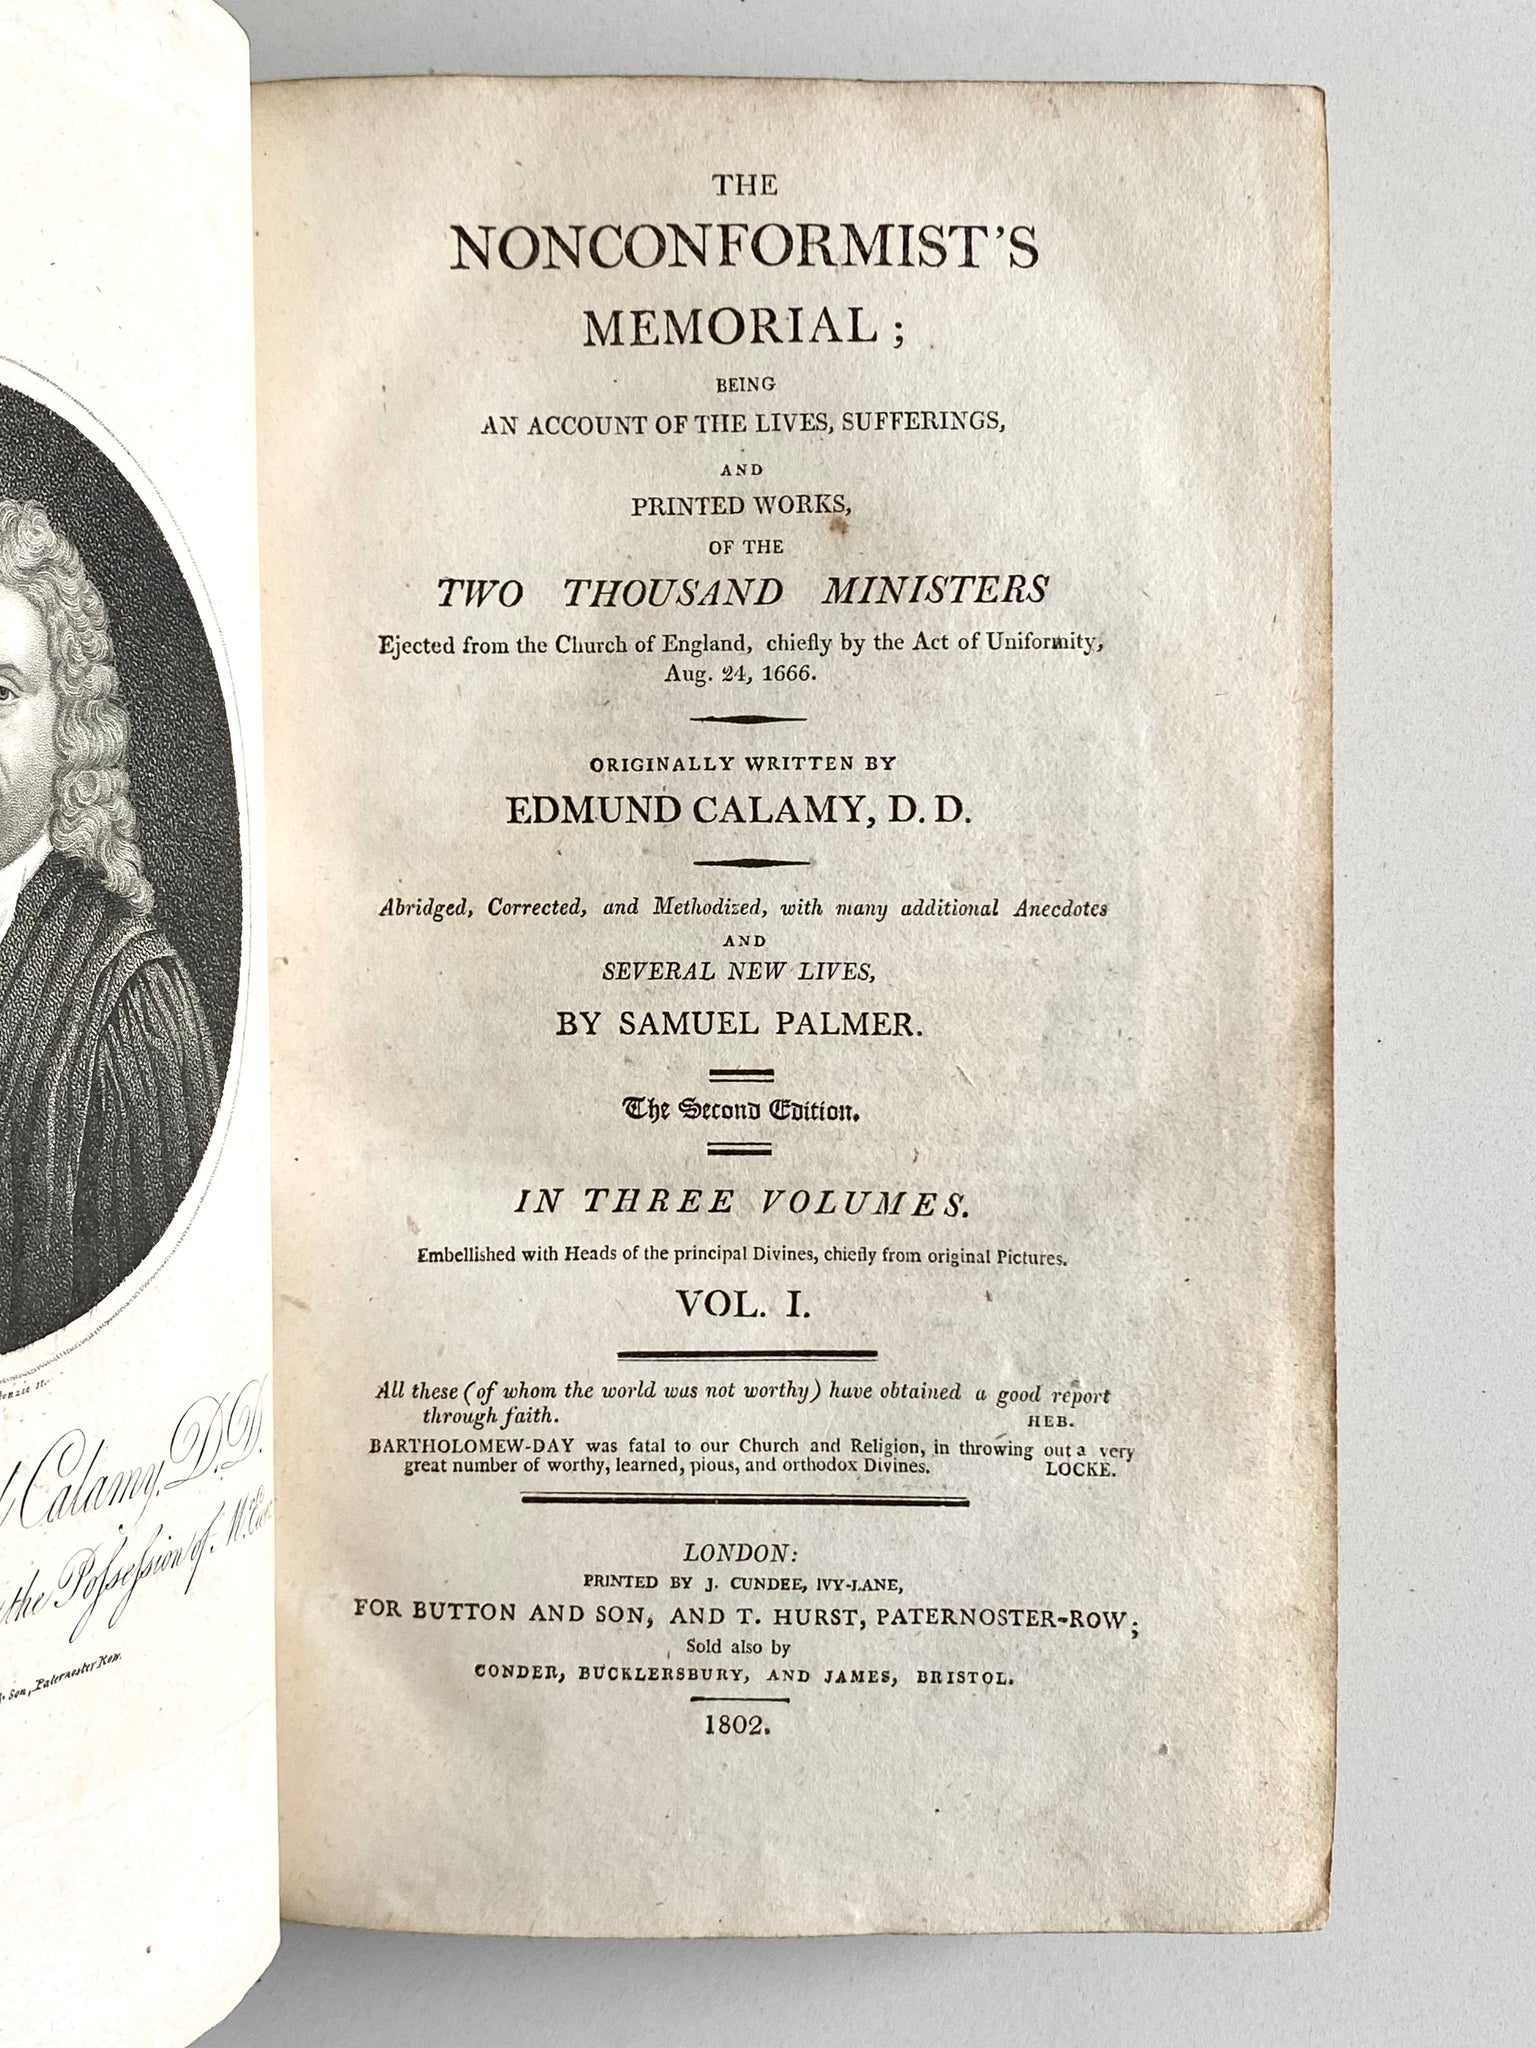 THE
NONCONFORMIST'S
MEMORIAL;
BEING
AN ACCOUNT OF THE LIVES, SUFFERINGS,
AND
PRINTED WORKS,
OF THE
TWO THOUSAND MINISTERS
Ejected from the Church of England, chiefly by the Act of Uniformity,
Aug. 24, 1666.
ORIGINALLY WRITTEN BY
EDMUND CALAMY, D. D.
Abridged, Corrected, and Methodized, with many additional Anecdotes
AND
SEVERAL NEW LIVES,
BY SAMUEL PALMER.
The Second Edition.
IN THREE VOLUMES.
Embellished with Heads of the principal Divines, chiefly from original Pictures.
VOL. I.
All these (of whom the world was not worthy) have obtained a good report
through faith. HEB.
BARTHOLOMEW-DAY was fatal to our Church and Religion, in throwing out a very
great number of worthy, learned, pious, and orthodox Divines. LOCKE.
LONDON:
PRINTED BY J. CUNDEE, IVY-LANE,
FOR BUTTON AND SON, AND T. HURST, PATERNOSTER-ROW;
Sold also by
CONDER, BUCKLERSBURY, AND JAMES, BRISTOL.
1802.
Calamy, D.D.
the Possession of
Son, Paternoster Row.